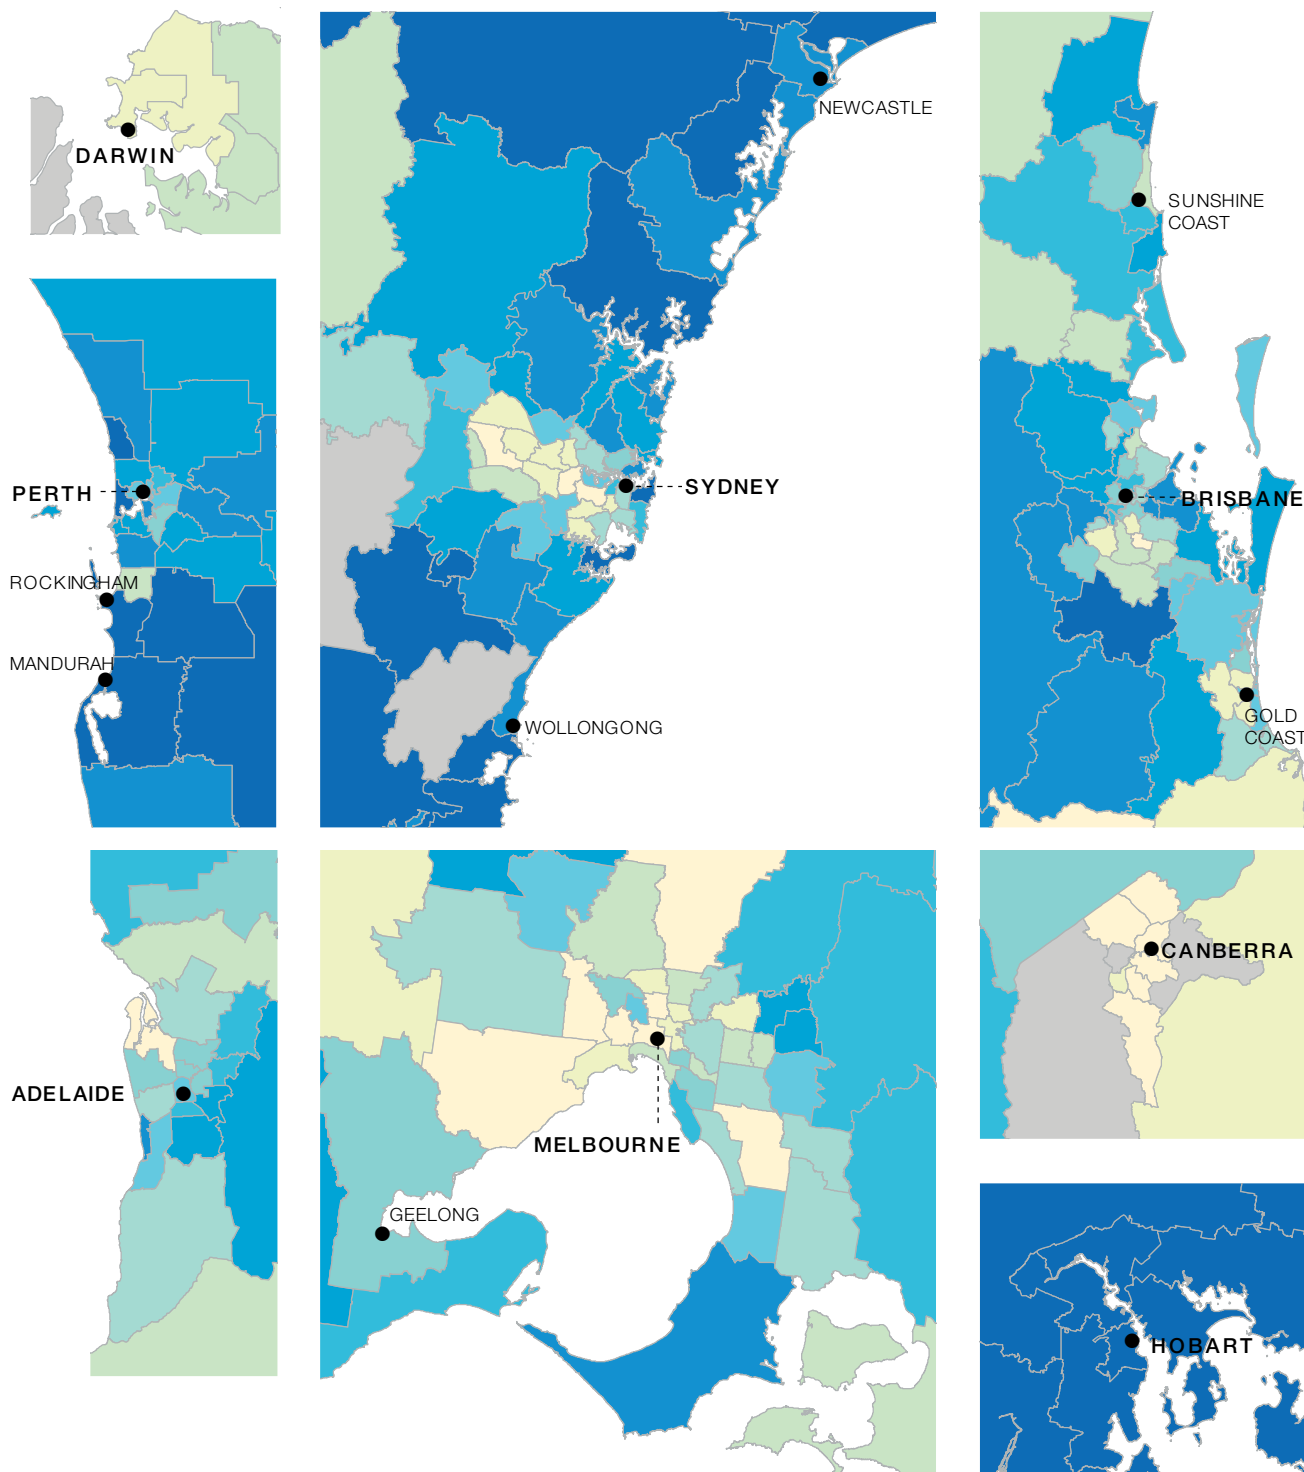 DARWIN
NEWCASTLE
SUNSHINE
COAST
PERTH
SYDNEY
BRISBANE
ROCKINGHAM
MANDURAH
WOLLONGONG
GOLD
COAST
ADELAIDE
MELBOURNE
GEELONG
CANBERRA
HOBART